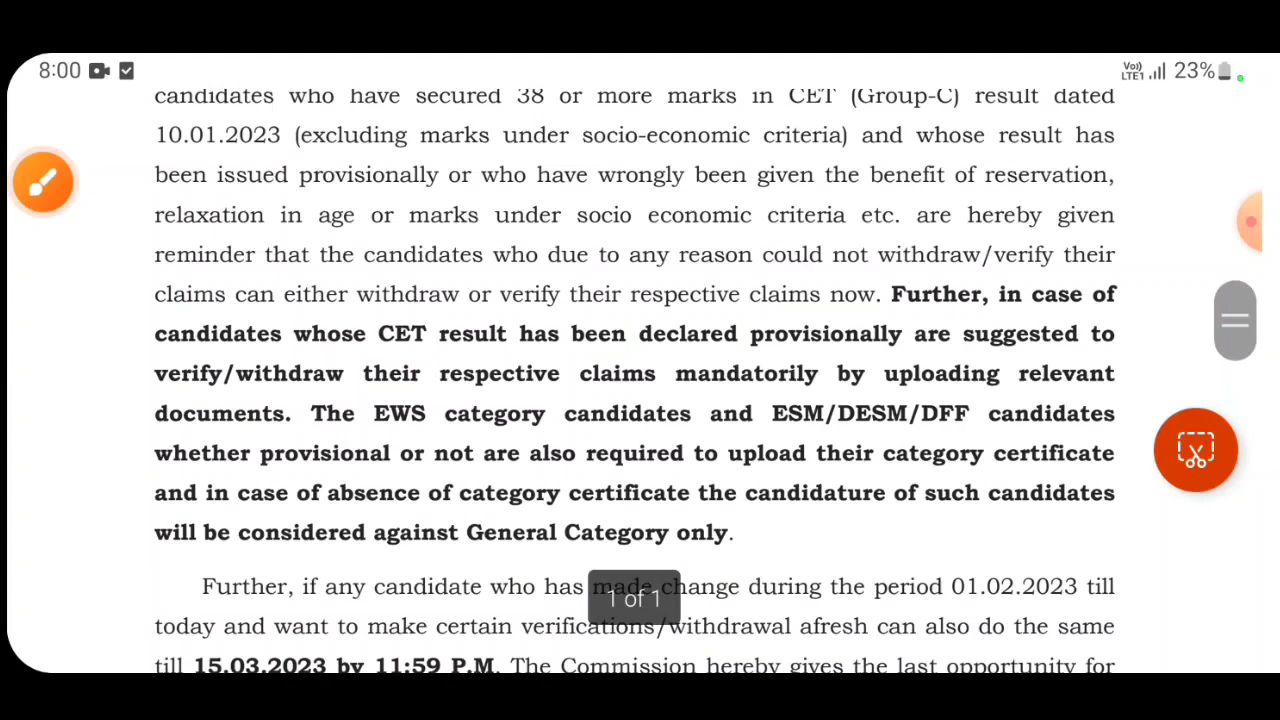 8:00
Vo) LTE1 23%
candidates who have secured 38 or more marks in CET (Group-C) result dated
10.01.2023 (excluding marks under socio-economic criteria) and whose result has
been issued provisionally or who have wrongly been given the benefit of reservation,
relaxation in age or marks under socio economic criteria etc. are hereby given
reminder that the candidates who due to any reason could not withdraw/verify their
claims can either withdraw or verify their respective claims now. Further, in case of
candidates whose CET result has been declared provisionally are suggested to
verify/withdraw their respective claims mandatorily by uploading relevant
documents. The EWS category candidates and ESM/DESM/DFF candidates
whether provisional or not are also required to upload their category certificate
and in case of absence of category certificate the candidature of such candidates
will be considered against General Category only.
Further, if any candidate who has made change during the period 01.02.2023 till
1 of 1
today and want to make certain verifications/withdrawal afresh can also do the same
till 15.03.2023 by 11:59 P.M. The Commission hereby gives the last opportunity for